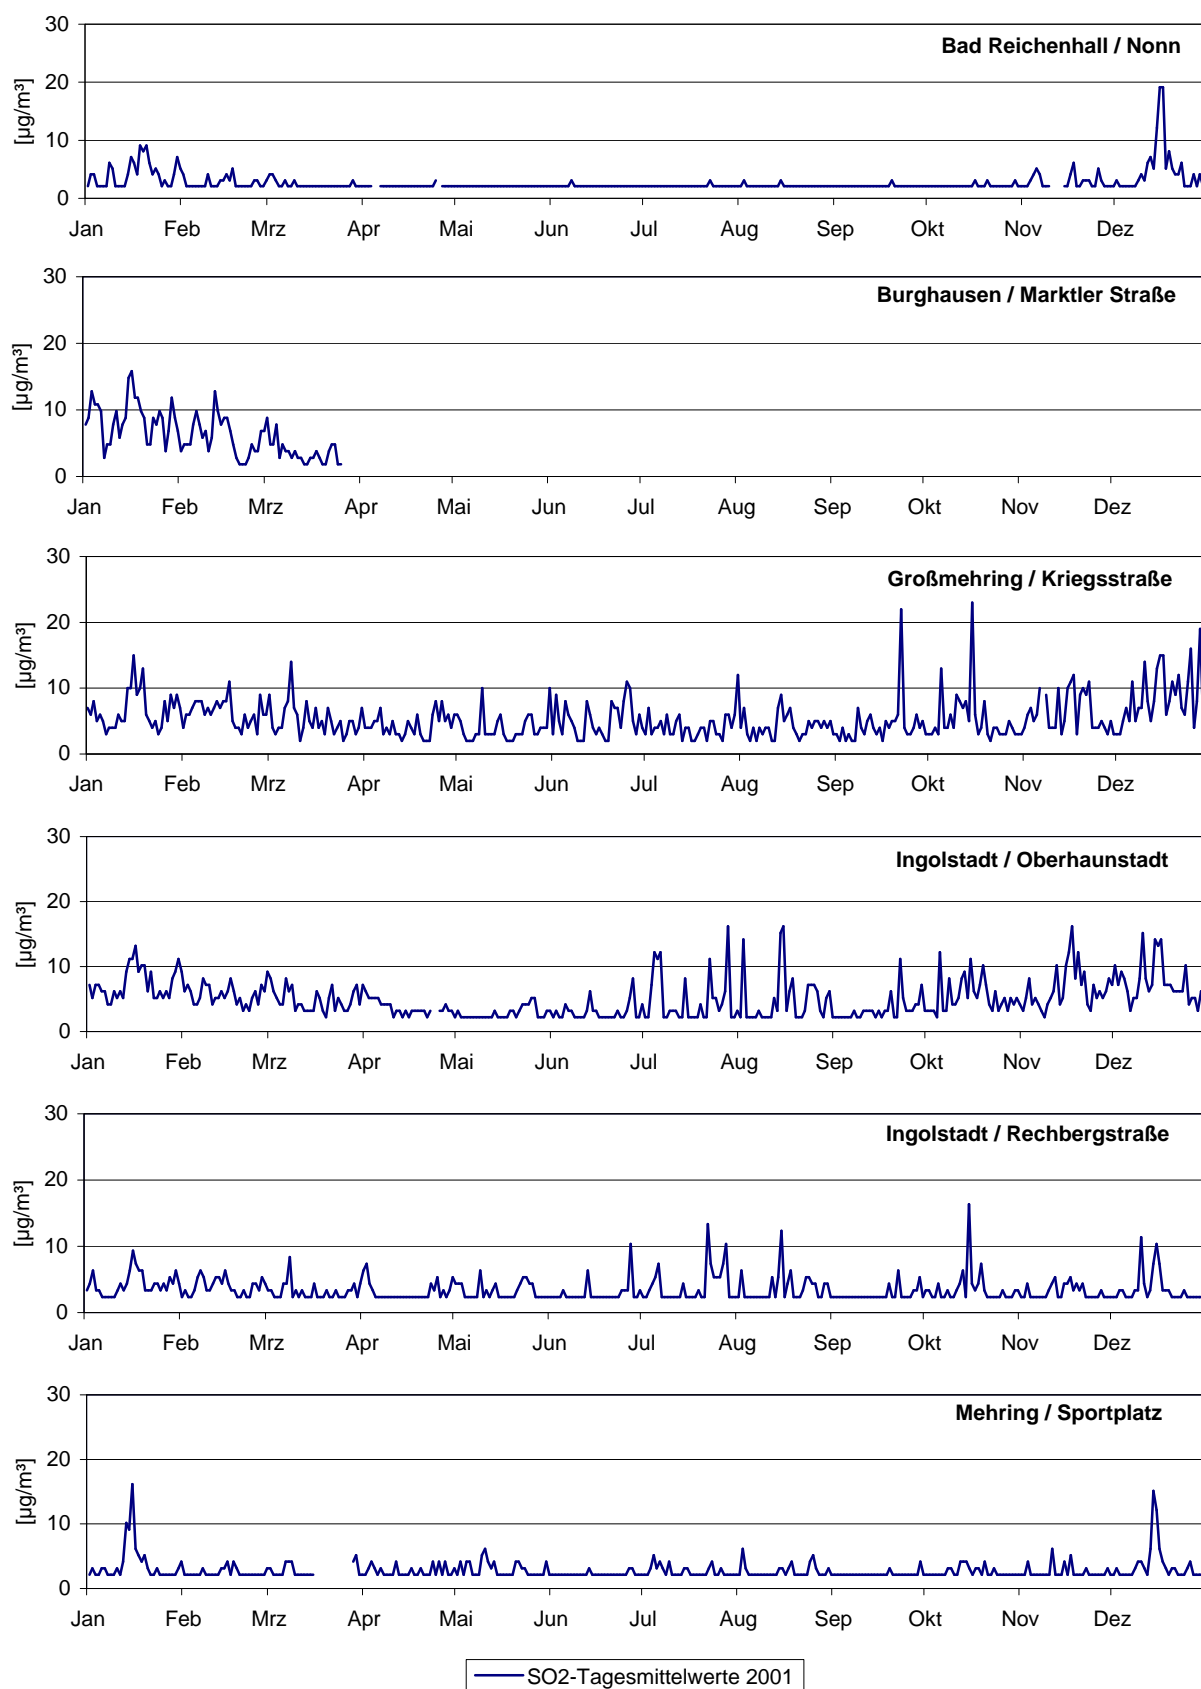 30
Bad Reichenhall / Nonn
20
[µg/m³]
10
0
Jan Feb Mrz Apr Mai Jun Jul Aug Sep Okt Nov Dez
30
Burghausen / Marktler Straße
20
[µg/m³]
10
0
Jan Feb Mrz Apr Mai Jun Jul Aug Sep Okt Nov Dez
30
Großmehring / Kriegsstraße
20
[µg/m³]
10
0
Jan Feb Mrz Apr Mai Jun Jul Aug Sep Okt Nov Dez
30
Ingolstadt / Oberhaunstadt
20
[µg/m³]
10
0
Jan Feb Mrz Apr Mai Jun Jul Aug Sep Okt Nov Dez
30
Ingolstadt / Rechbergstraße
20
[µg/m³]
10
0
Jan Feb Mrz Apr Mai Jun Jul Aug Sep Okt Nov Dez
30
Mehring / Sportplatz
20
[µg/m³]
10
0
Jan Feb Mrz Apr Mai Jun Jul Aug Sep Okt Nov Dez
SO2-Tagesmittelwerte 2001